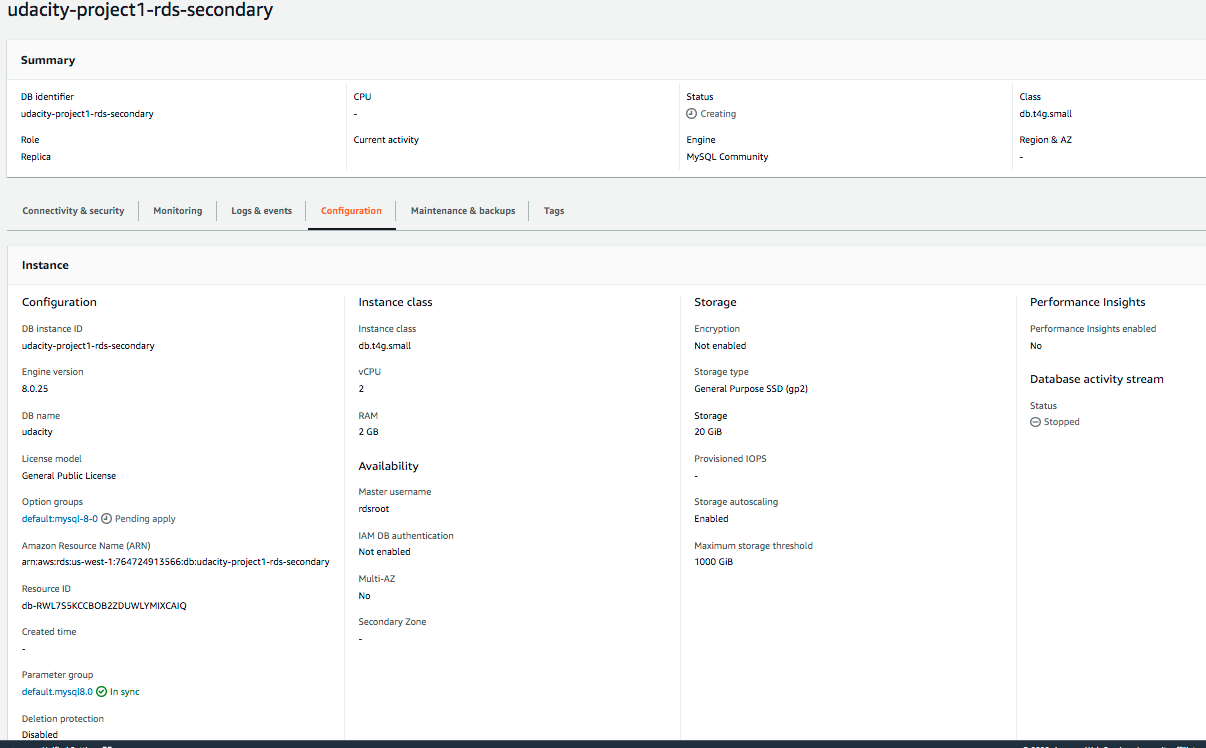 udacity-project1-rds-secondary
Summary
DB identifier
udacity-project1-rds-secondary
Role
Replica
CPU
-
Current activity
Status
Creating
Engine
MySQL Community
Class
db.t4g.small
Region & AZ
-
Connectivity & security
Monitoring
Logs & events
Configuration
Maintenance & backups
Tags
Instance
Configuration
DB instance ID
udacity-project1-rds-secondary
Engine version
8.0.25
DB name
udacity
License model
General Public License
Option groups
default:mysql-8-0 Pending apply
Amazon Resource Name (ARN)
arn:aws:rds:us-west-1:764724913566:db:udacity-project1-rds-secondary
Resource ID
db-RWL7S5KCCBOB2ZDUWLYMIXCAIQ
Created time
-
Parameter group
default.mysql8.0 In sync
Deletion protection
Disabled
Instance class
Instance class
db.t4g.small
vCPU
2
RAM
2 GB
Availability
Master username
rdsroot
IAM DB authentication
Not enabled
Multi-AZ
No
Secondary Zone
-
Storage
Encryption
Not enabled
Storage type
General Purpose SSD (gp2)
Storage
20 GiB
Provisioned IOPS
-
Storage autoscaling
Enabled
Maximum storage threshold
1000 GiB
Performance Insights
Performance Insights enabled
No
Database activity stream
Status
Stopped